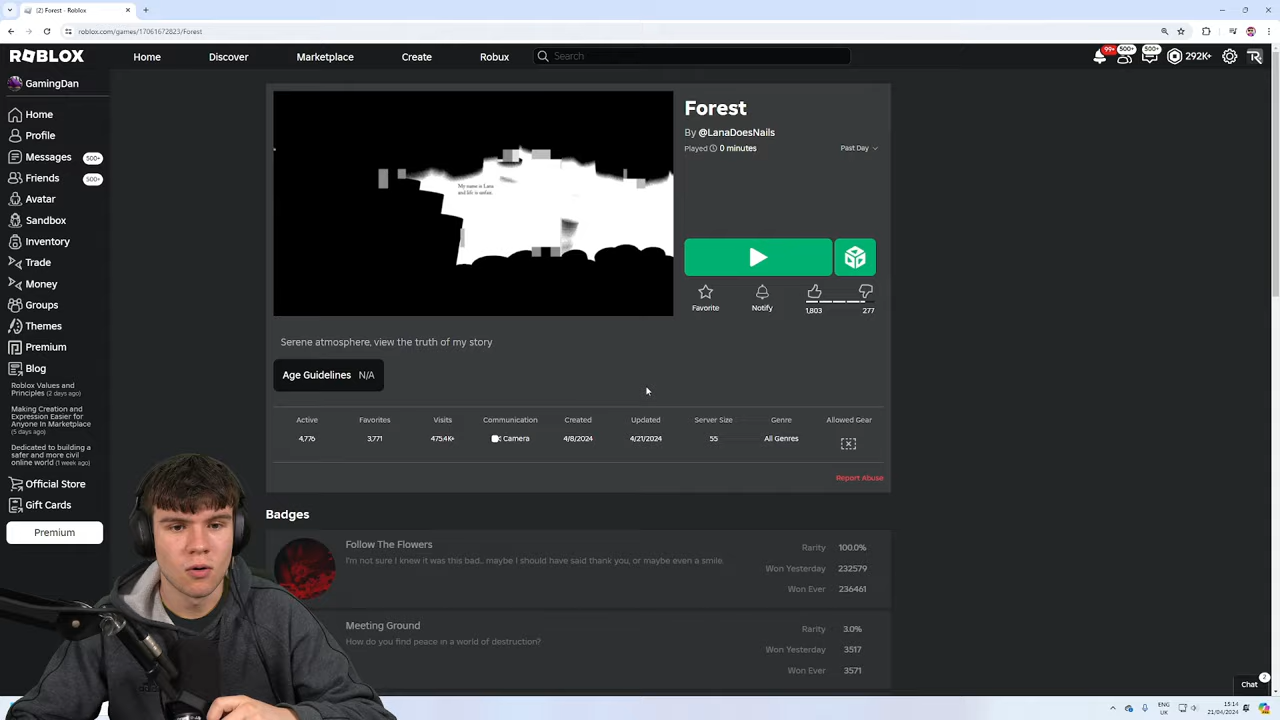 (2) Forest - Roblox
roblox.com/games/17061672823/Forest
ROBLOX
Home
Discover
Marketplace
Create
Robux
Search
99+
500+
500+
292K+
GamingDan
Home
Profile
Messages 500+
Friends 500+
Avatar
Sandbox
Inventory
Trade
Money
Groups
Themes
Premium
Blog
Roblox Values and
Principles (2 days ago)
Making Creation and
Expression Easier for
Anyone In Marketplace
(5 days ago)
Dedicated to building a
safer and more civil
online world (1 week ago)
Official Store
Gift Cards
Premium
My name is Lana
and life is unfair.
Forest
By @LanaDoesNails
Played 0 minutes
Past Day
Favorite
Notify
1,803
277
Serene atmosphere, view the truth of my story
Age Guidelines N/A
Active Favorites Visits Communication Created Updated Server Size Genre Allowed Gear
4,776 3,771 475.4K+ Camera 4/8/2024 4/21/2024 55 All Genres
Report Abuse
Badges
Follow The Flowers
I'm not sure I knew it was this bad.. maybe I should have said thank you, or maybe even a smile.
Rarity 100.0%
Won Yesterday 232579
Won Ever 236461
Meeting Ground
How do you find peace in a world of destruction?
Rarity 3.0%
Won Yesterday 3517
Won Ever 3571
Chat 2
ENG
UK
15:14
21/04/2024